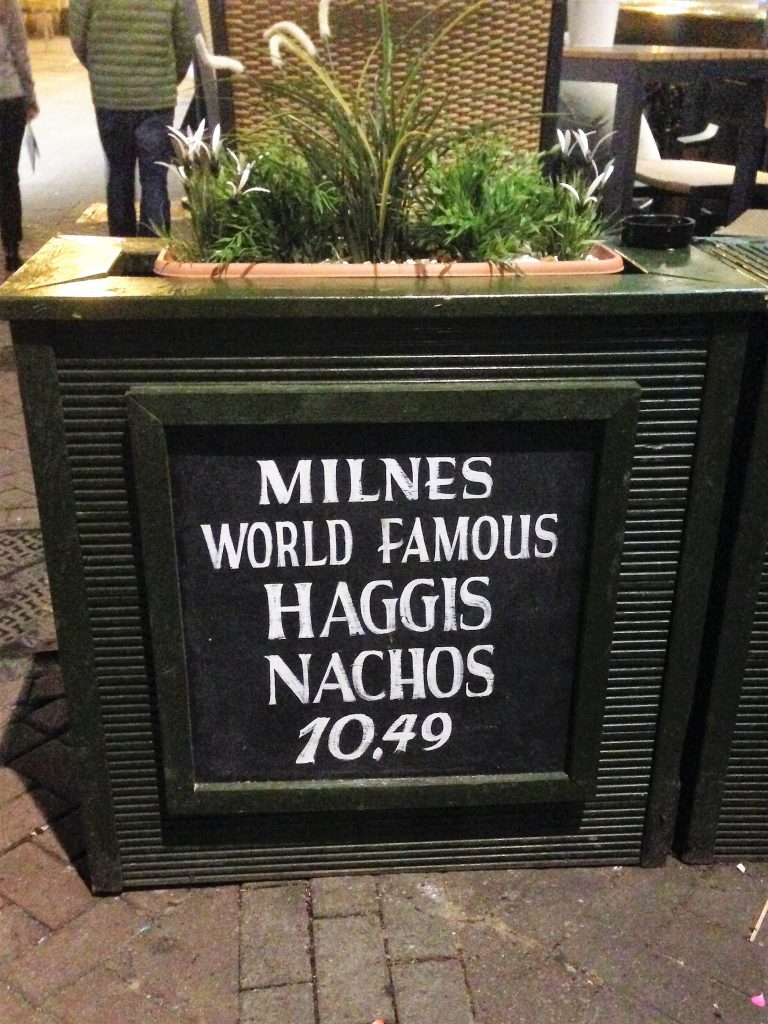 MILNES
WORLD FAMOUS
HAGGIS
NACHOS
10.49